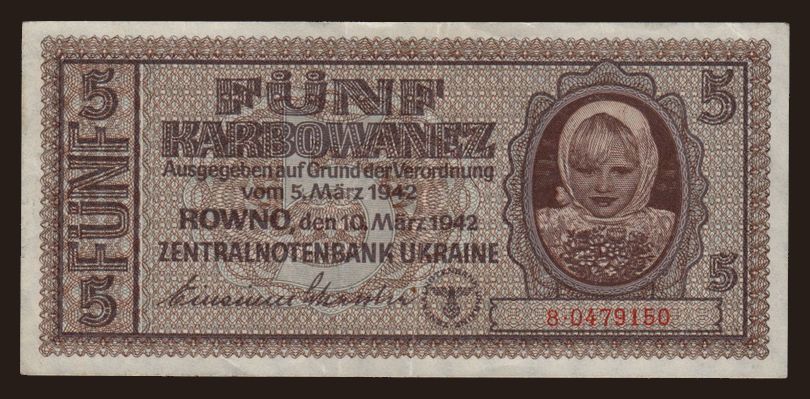 5 FÜNF 5
FÜNF
KARBOWANEZ
Ausgegeben auf Grund der Verordnung
vom 5. März 1942
ROWNO, den 10. März 1942
ZENTRALNOTENBANK UKRAINE
5
5
8·0479150